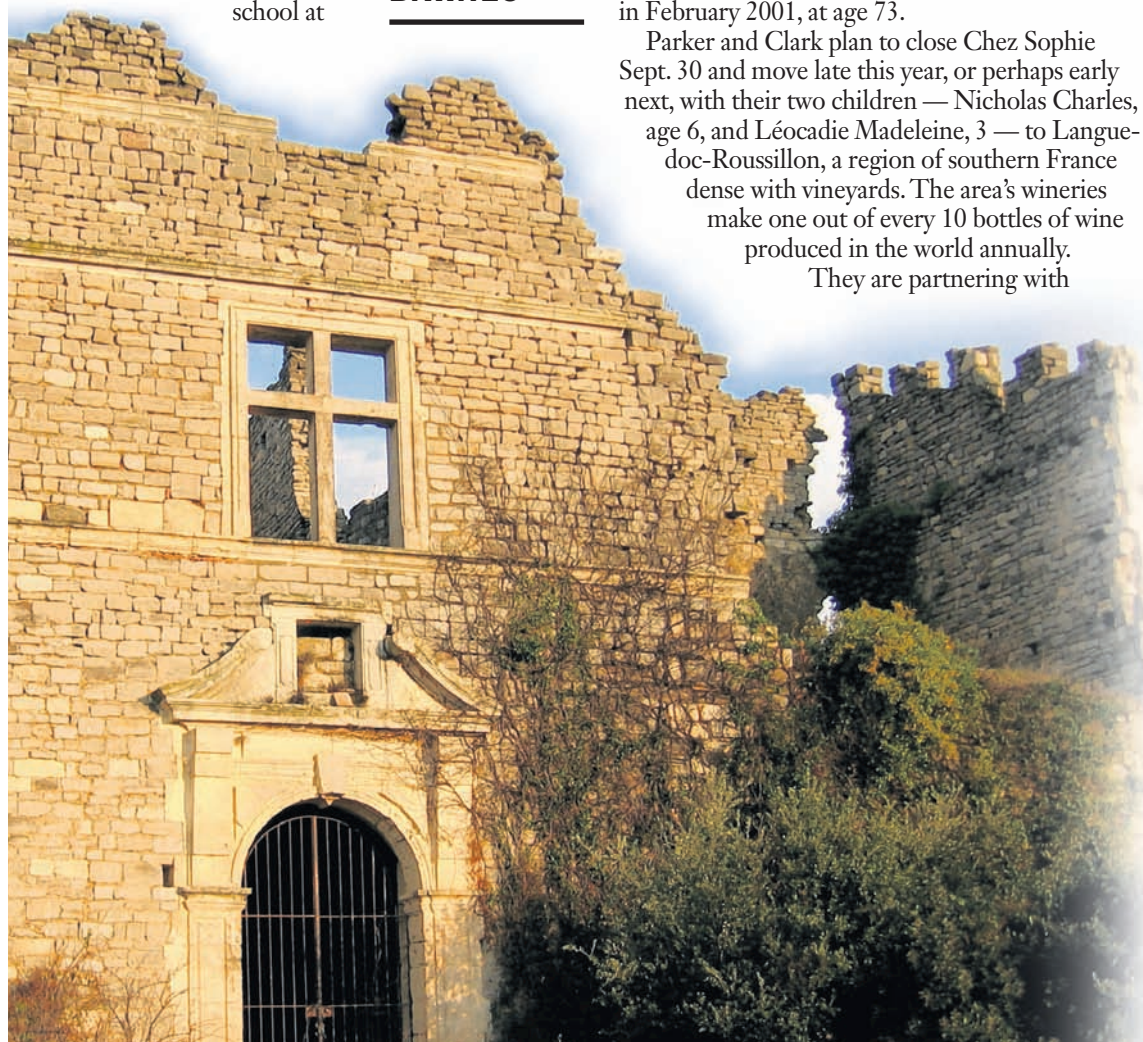 school at
in February 2001, at age 73.
Parker and Clark plan to close Chez Sophie
Sept. 30 and move late this year, or perhaps early
next, with their two children — Nicholas Charles,
age 6, and Léocadie Madeleine, 3 — to Langue-
doc-Roussillon, a region of southern France
dense with vineyards. The area’s wineries
make one out of every 10 bottles of wine
produced in the world annually.
They are partnering with